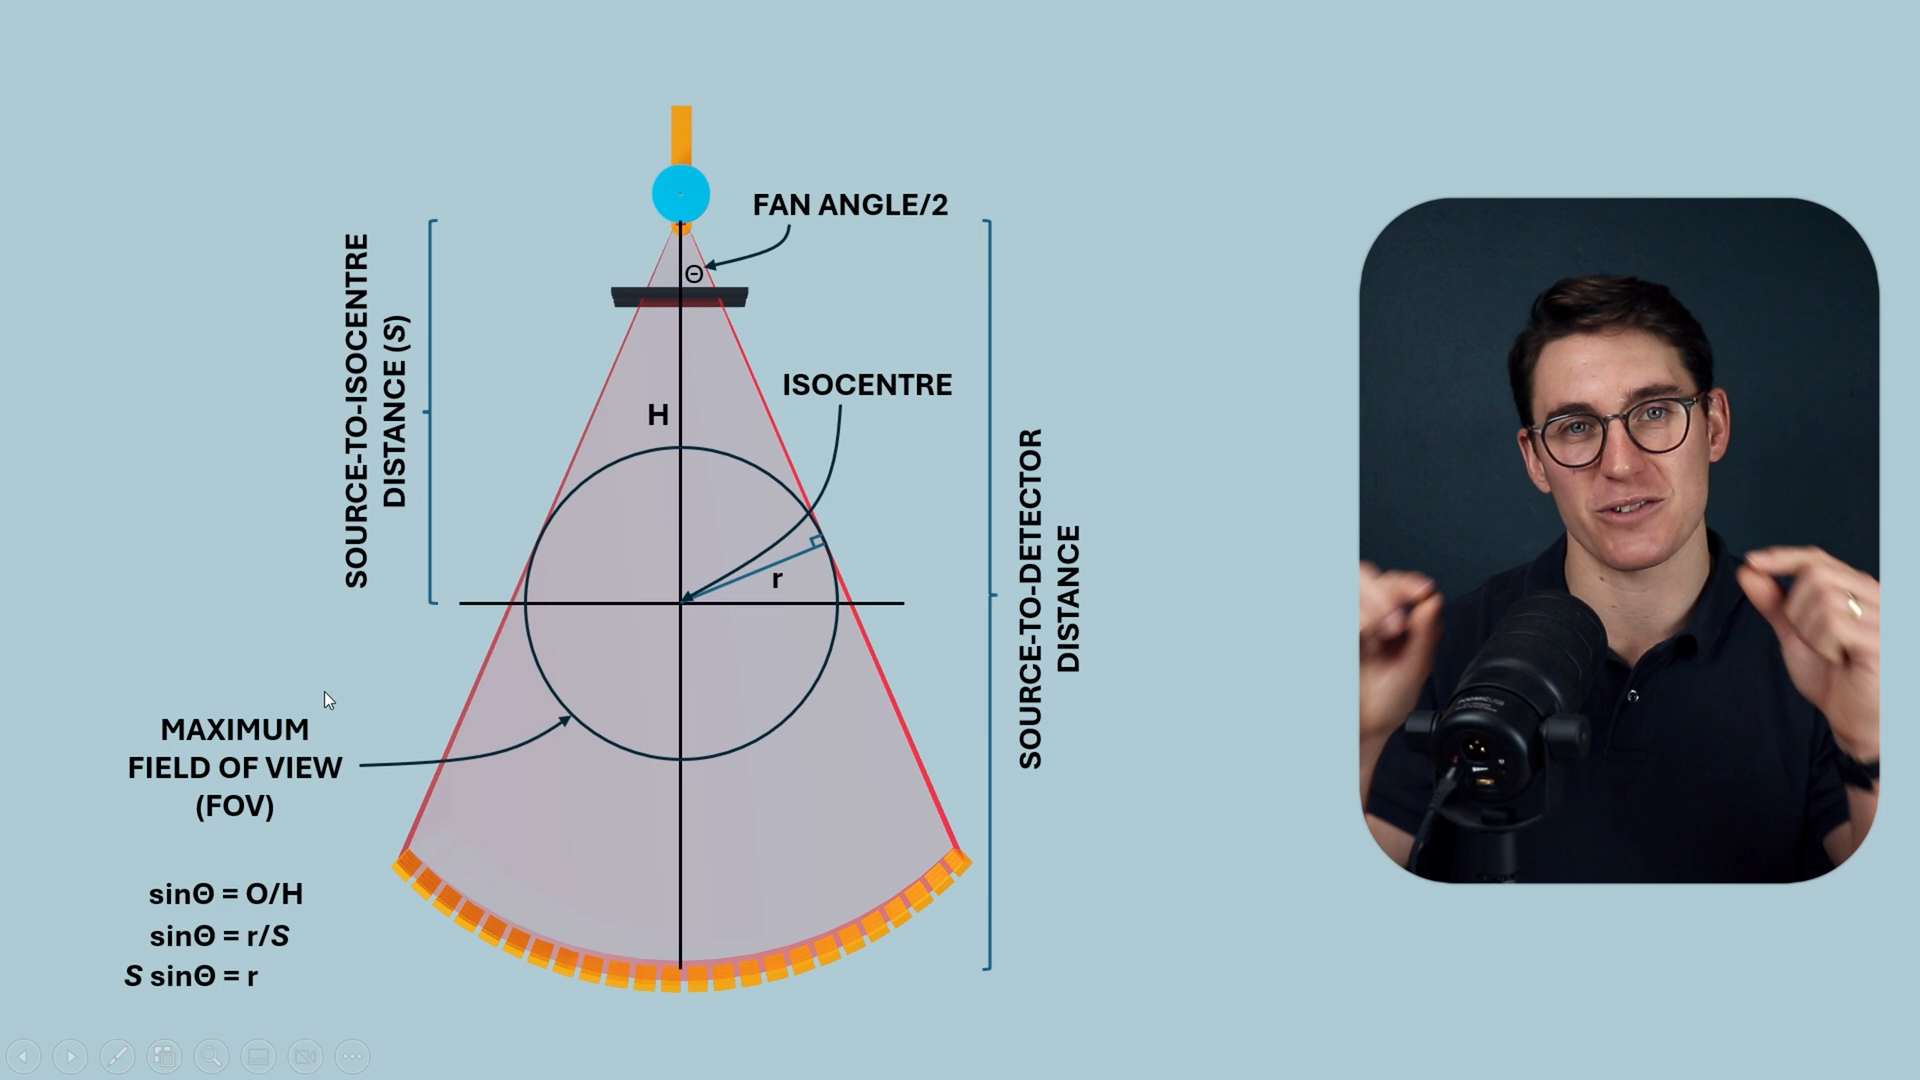 FAN ANGLE/2
SOURCE-TO-ISOCENTRE
DISTANCE (S)
Θ
ISOCENTRE
H
SOURCE-TO-DETECTOR
DISTANCE
r
MAXIMUM
FIELD OF VIEW
(FOV)
sinΘ = O/H
sinΘ = r/S
S sinΘ = r